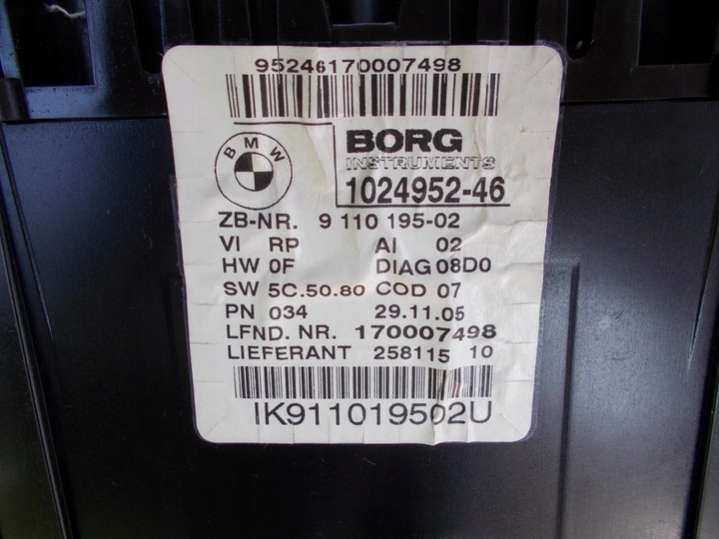 95246170007498
BMW
BORG
INSTRUMENTS
1024952-46
ZB-NR. 9 110 195-02
VI RP AI 02
HW 0F DIAG 08D0
SW 5C.50.80 COD 07
PN 034 29.11.05
LFND. NR. 170007498
LIEFERANT 258115 10
IK911019502U